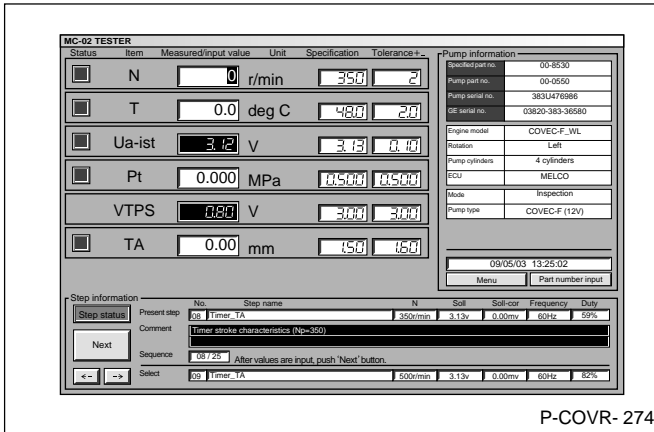 MC-02 TESTER
Status Item Measured/input value Unit Specification Tolerance+_
N 0 r/min 350 2
T 0.0 deg C 48.0 2.0
Ua-ist 3.12 V 3.13 0.10
Pt 0.000 MPa 0.500 0.500
VTPS 0.80 V 3.00 3.00
TA 0.00 mm 1.50 1.60
Pump information
Specified part no. 00-8530
Pump part no. 00-0550
Pump serial no. 383U476986
GE serial no. 03820-383-36580
Engine model COVEC-F_WL
Rotation Left
Pump cylinders 4 cylinders
ECU MELCO
Mode Inspection
Pump type COVEC-F (12V)
09/05/03 13:25:02
Menu Part number input
Step information
No. Step name N Soll Soll-cor Frequency Duty
Step status Present step 08 Timer_TA 350r/min 3.13v 0.00mv 60Hz 59%
Comment Timer stroke characteristics (Np=350)
Next
Sequence 08 / 25 After values are input, push 'Next' button.
<- -> Select 09 Timer_TA 500r/min 3.13v 0.00mv 60Hz 82%
P-COVR- 274